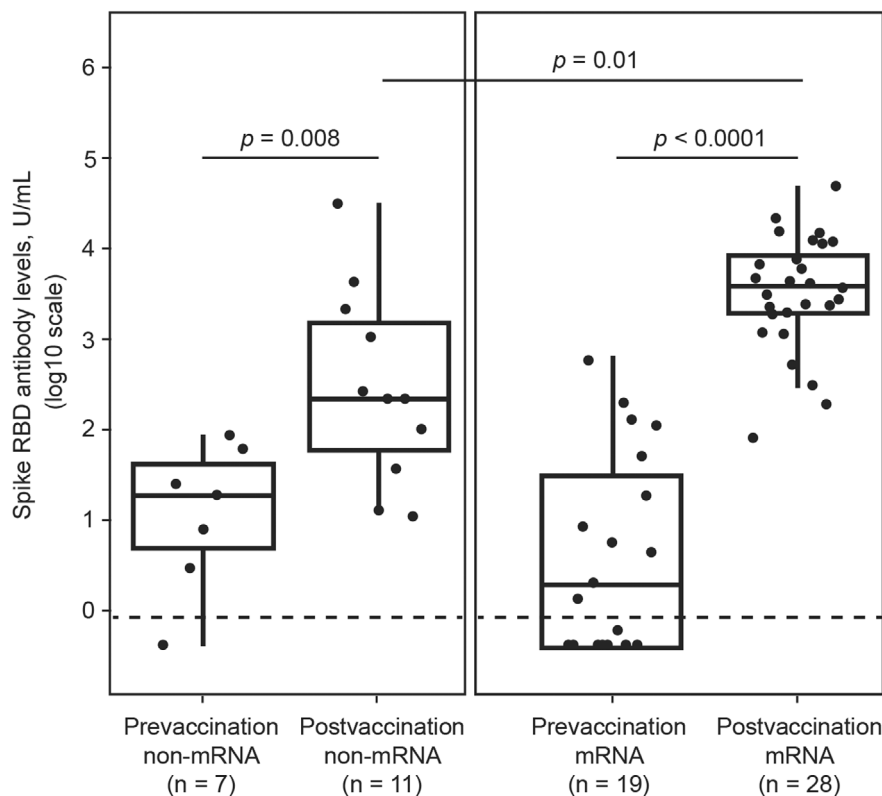 Spike RBD antibody levels, U/mL
(log10 scale)
6
5
4
3
2
1
0
p = 0.01
p = 0.008
p < 0.0001
Prevaccination
non-mRNA
(n = 7)
Postvaccination
non-mRNA
(n = 11)
Prevaccination
mRNA
(n = 19)
Postvaccination
mRNA
(n = 28)